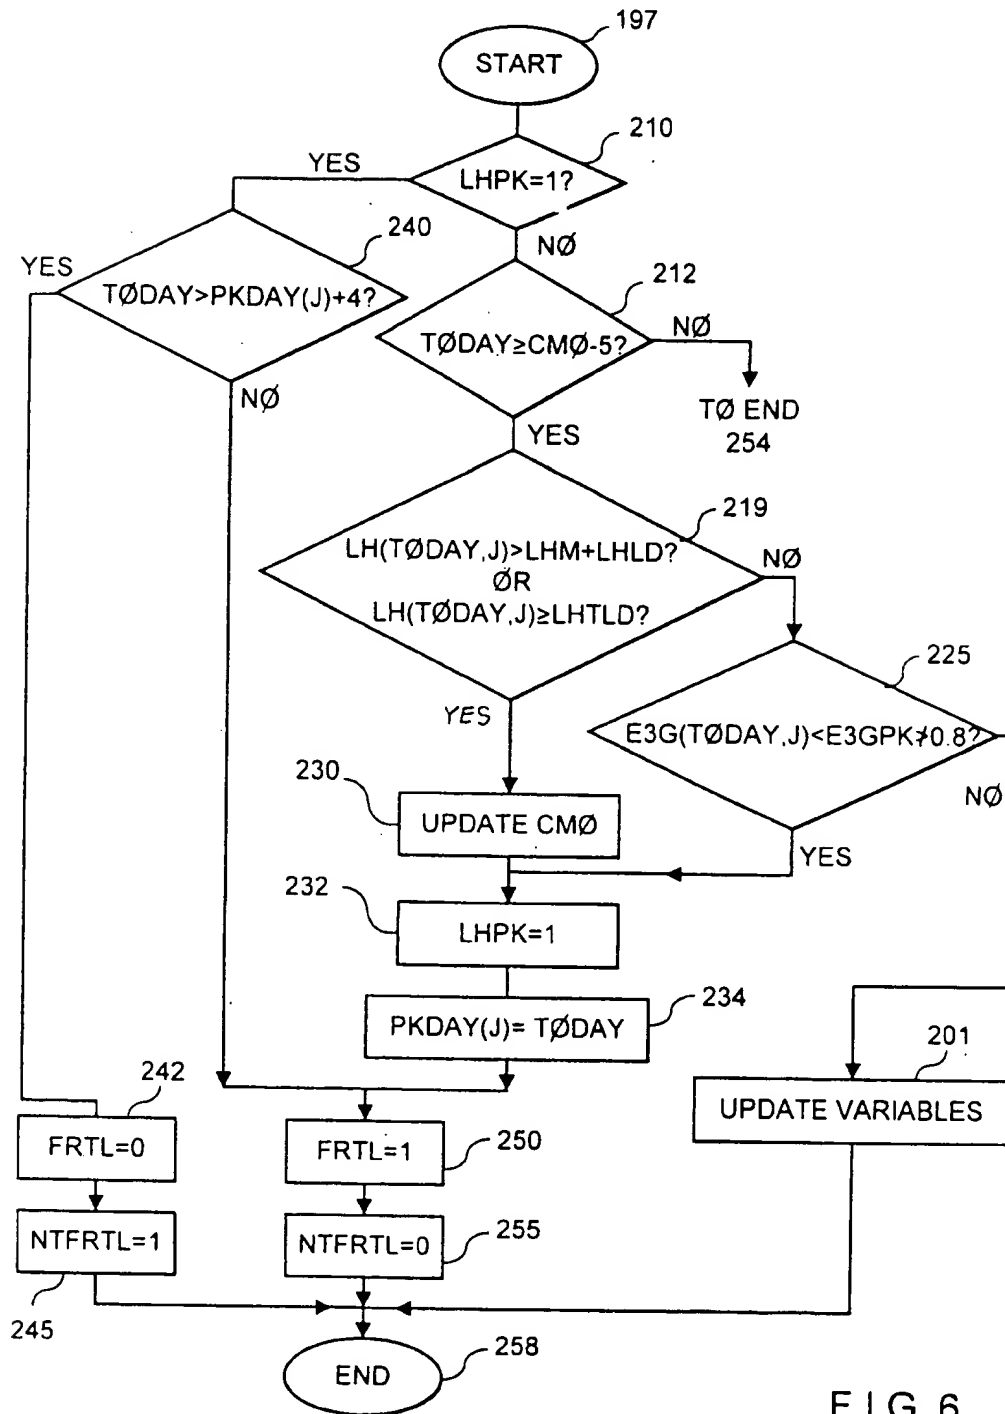 197
START
210
YES
LHPK=1?
240
NØ
YES
212
TØDAY>PKDAY(J)+4?
NØ
TØDAY≥CMØ-5?
NØ
TØ END
254
YES
219
LH(TØDAY,J)>LHM+LHLD?
NØ
ØR
LH(TØDAY,J)≥LHTLD?
225
YES
E3G(TØDAY,J)<E3GPK*0.8?
230
NØ
UPDATE CMØ
YES
232
LHPK=1
234
PKDAY(J)= TØDAY
201
242
UPDATE VARIABLES
FRTL=0
FRTL=1
250
NTFRTL=1
NTFRTL=0
255
245
258
END
FIG. 6